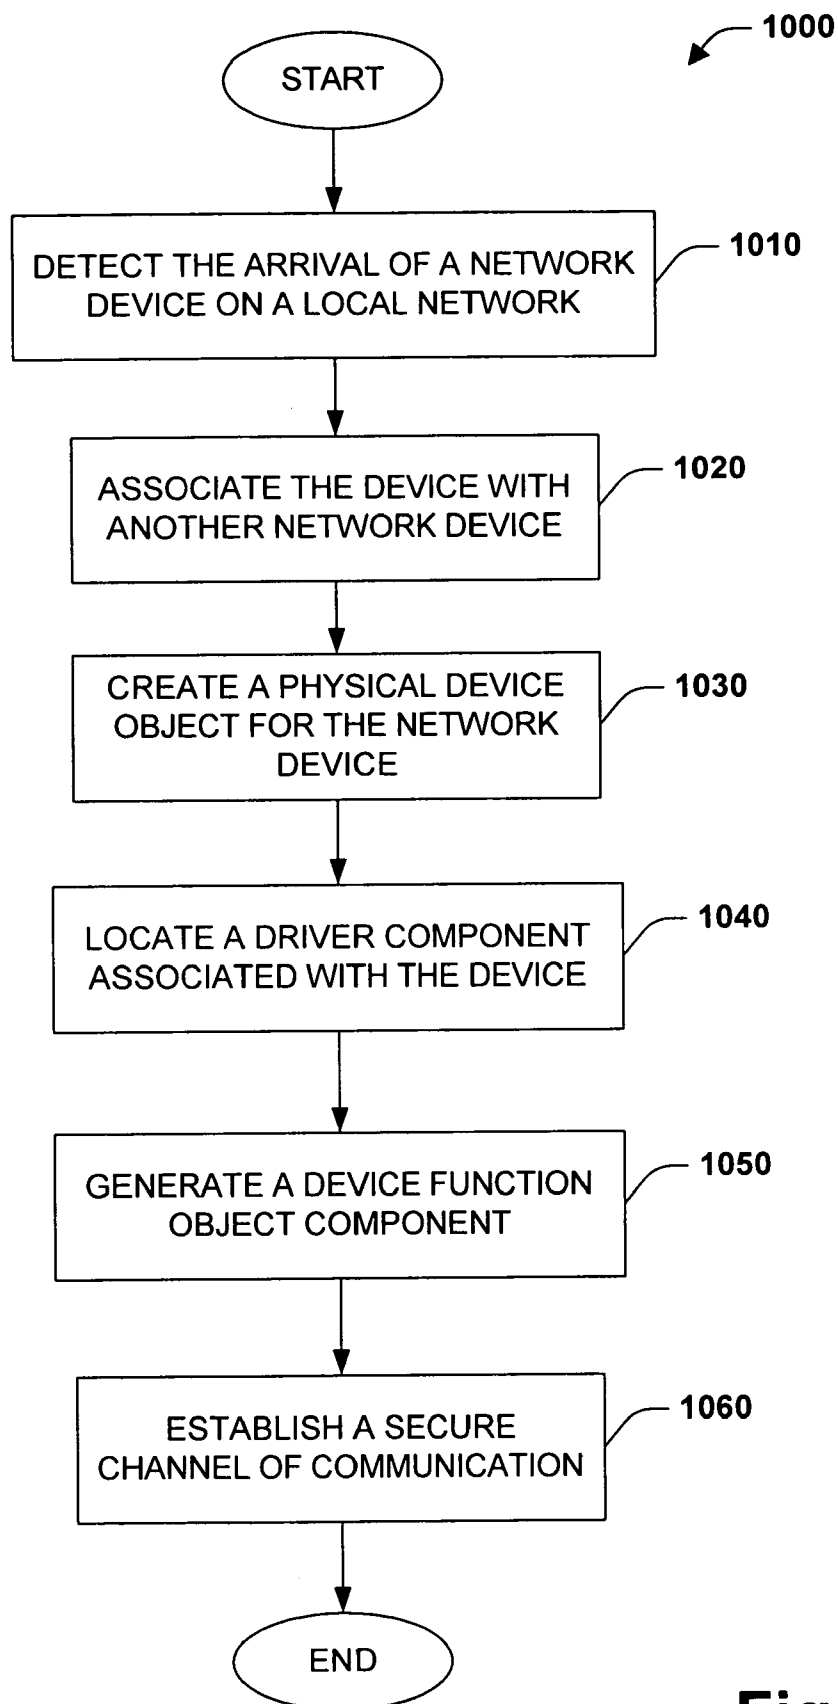 1000
START
DETECT THE ARRIVAL OF A NETWORK
DEVICE ON A LOCAL NETWORK
1010
ASSOCIATE THE DEVICE WITH
ANOTHER NETWORK DEVICE
1020
CREATE A PHYSICAL DEVICE
OBJECT FOR THE NETWORK
DEVICE
1030
LOCATE A DRIVER COMPONENT
ASSOCIATED WITH THE DEVICE
1040
GENERATE A DEVICE FUNCTION
OBJECT COMPONENT
1050
ESTABLISH A SECURE
CHANNEL OF COMMUNICATION
1060
END